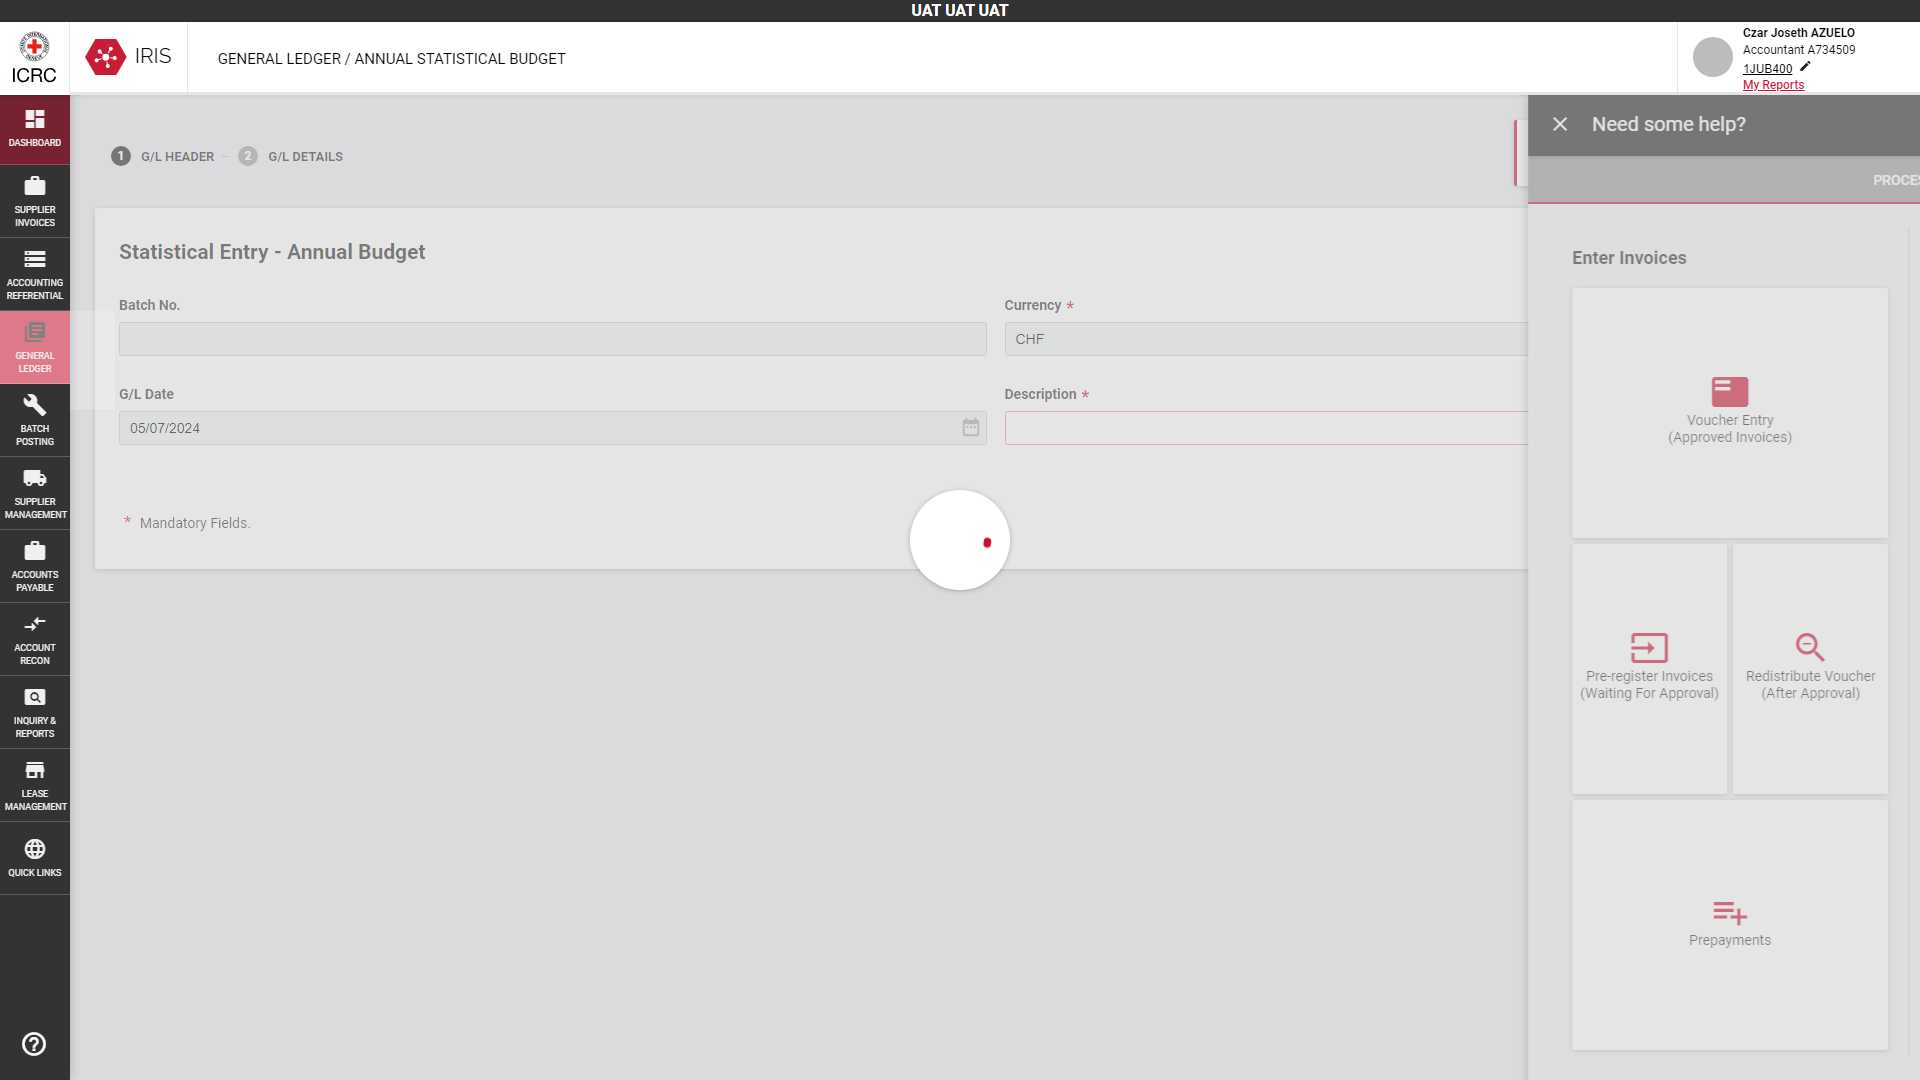 UAT UAT UAT
ICRC
IRIS
GENERAL LEDGER / ANNUAL STATISTICAL BUDGET
Czar Joseth AZUELO
Accountant A734509
1JUB400
My Reports
DASHBOARD
SUPPLIER
INVOICES
ACCOUNTING
REFERENTIAL
GENERAL
LEDGER
BATCH
POSTING
SUPPLIER
MANAGEMENT
ACCOUNTS
PAYABLE
ACCOUNT
RECON
INQUIRY &
REPORTS
LEASE
MANAGEMENT
QUICK LINKS
1 G/L HEADER
2 G/L DETAILS
Statistical Entry - Annual Budget
Batch No.
Currency *
CHF
G/L Date
05/07/2024
Description *
* Mandatory Fields.
Need some help?
PROCES
Enter Invoices
Voucher Entry
(Approved Invoices)
Pre-register Invoices
(Waiting For Approval)
Redistribute Voucher
(After Approval)
Prepayments